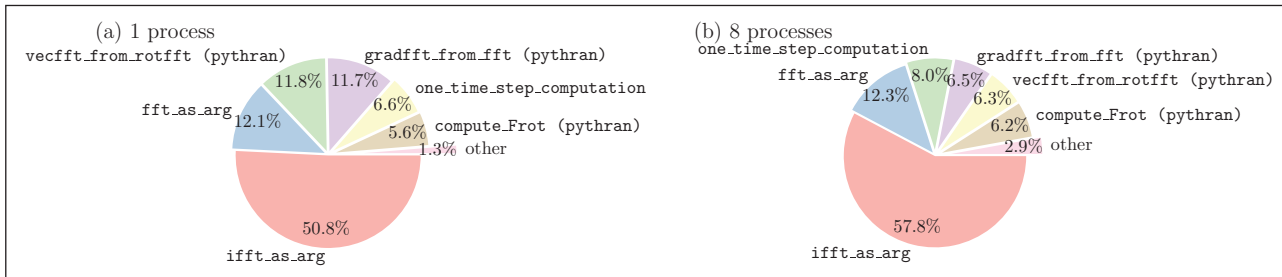 (a) 1 process
vecfft_from_rotfft (pythran)
gradfft_from_fft (pythran)
11.8%
11.7%
one_time_step_computation
6.6%
fft_as_arg
12.1%
5.6%
compute_Frot (pythran)
1.3%
other
50.8%
ifft_as_arg
(b) 8 processes
one_time_step_computation
gradfft_from_fft (pythran)
fft_as_arg
8.0%
6.5%
vecfft_from_rotfft (pythran)
12.3%
6.3%
compute_Frot (pythran)
6.2%
2.9%
other
57.8%
ifft_as_arg